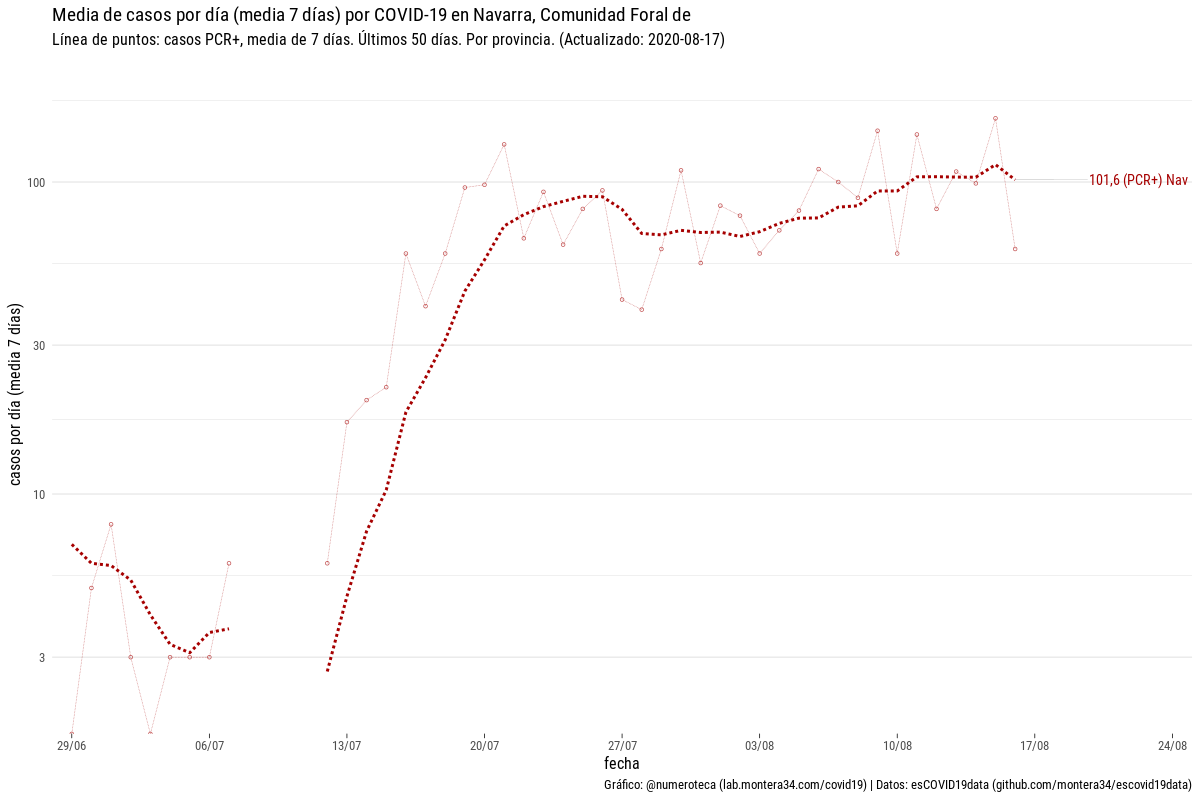 Media de casos por día (media 7 días) por COVID-19 en Navarra, Comunidad Foral de
Línea de puntos: casos PCR+, media de 7 días. Últimos 50 días. Por provincia. (Actualizado: 2020-08-17)
casos por día (media 7 días)
100
30
10
3
101,6 (PCR+) Nav
29/06
06/07
13/07
20/07
27/07
03/08
10/08
17/08
24/08
fecha
Gráfico: @numeroteca (lab.montera34.com/covid19) | Datos: esCOVID19data (github.com/montera34/escovid19data)